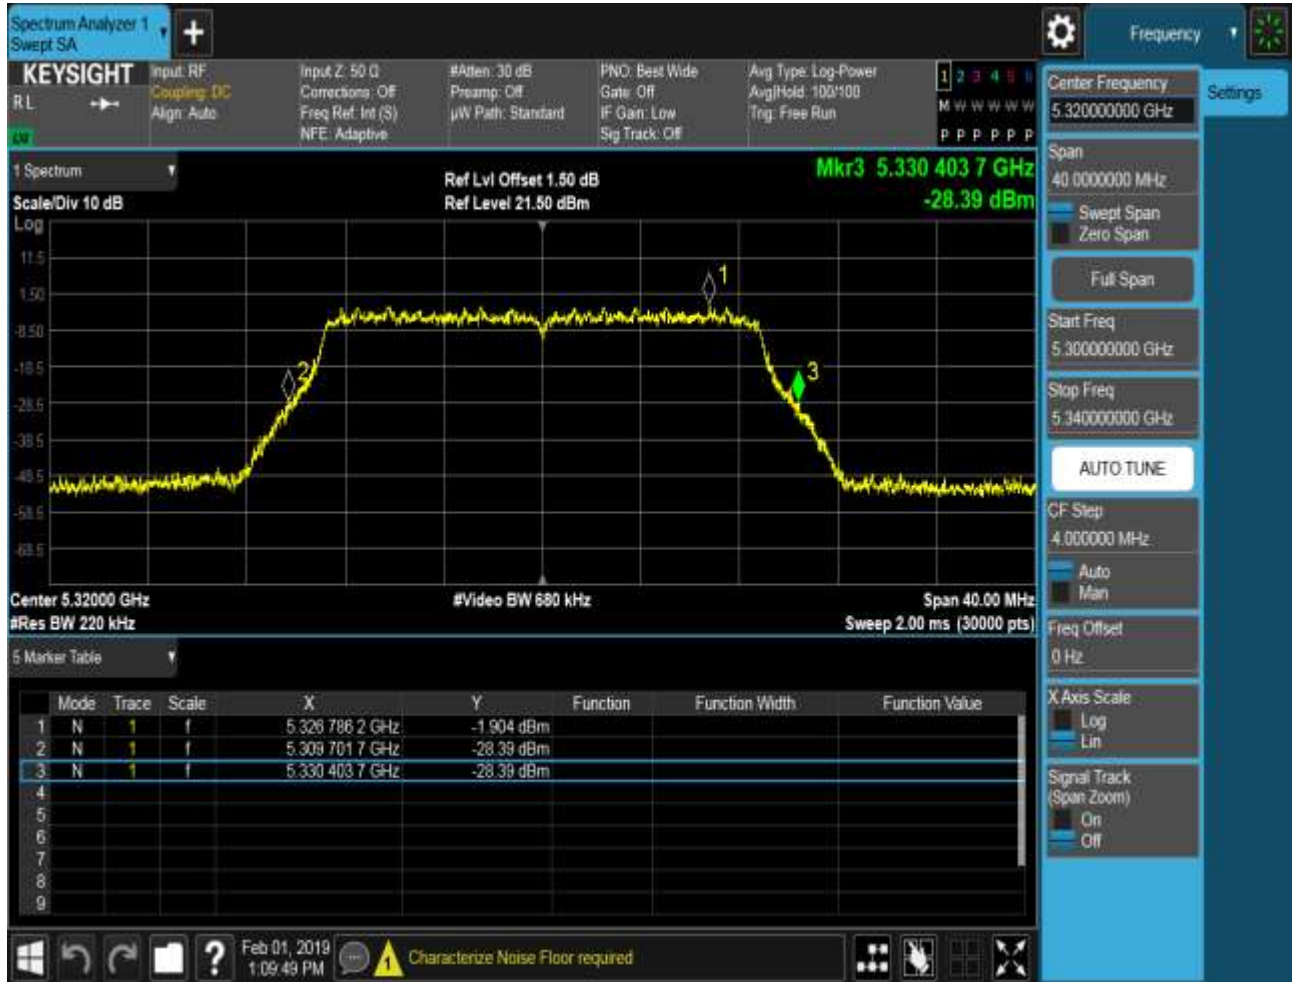 Spectrum Analyzer 1
Swept SA
Frequency
KEYSIGHT
R L
Input: RF
Coupling: DC
Align: Auto
Input Z: 50 Ω
Corrections: Off
Freq Ref: Int (S)
NFE: Adaptive
#Atten: 30 dB
Preamp: Off
µW Path: Standard
PNO: Best Wide
Gate: Off
IF Gain: Low
Sig Track: Off
Avg Type: Log-Power
Avg|Hold: 100/100
Trig: Free Run
1 2 3 4 5 6
M W W W W W
P P P P P P
Center Frequency
5.320000000 GHz
Settings
Span
40.0000000 MHz
Swept Span
Zero Span
Full Span
Start Freq
5.300000000 GHz
Stop Freq
5.340000000 GHz
AUTO TUNE
CF Step
4.000000 MHz
Auto
Man
Freq Offset
0 Hz
X Axis Scale
Log
Lin
Signal Track
(Span Zoom)
On
Off
1 Spectrum
Scale/Div 10 dB
Ref Lvl Offset 1.50 dB
Ref Level 21.50 dBm
Mkr3 5.330 403 7 GHz
-28.39 dBm
Log
11.5
1.50
-8.50
-18.5
-28.5
-38.5
-48.5
-58.5
-68.5
1
2
3
Center 5.32000 GHz
#Res BW 220 kHz
#Video BW 680 kHz
Span 40.00 MHz
Sweep 2.00 ms (30000 pts)
5 Marker Table
Mode Trace Scale X Y Function Function Width Function Value
1 N 1 f 5.326 786 2 GHz -1.904 dBm
2 N 1 f 5.309 701 7 GHz -28.39 dBm
3 N 1 f 5.330 403 7 GHz -28.39 dBm
4
5
6
7
8
9
?
Feb 01, 2019
1:09:49 PM
1
Characterize Noise Floor required